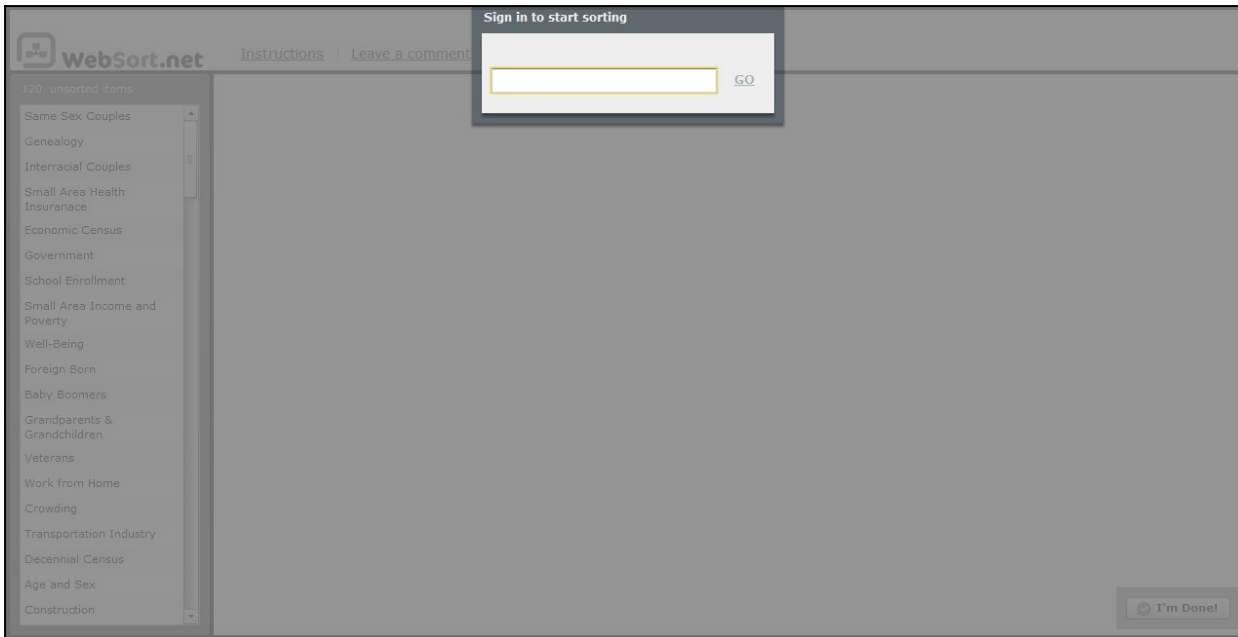 Sign in to start sorting
WebSort.net
Instructions | Leave a comment
GO
120 unsorted items
Same Sex Couples
Genealogy
Interracial Couples
Small Area Health
Insuranace
Economic Census
Government
School Enrollment
Small Area Income and
Poverty
Well-Being
Foreign Born
Baby Boomers
Grandparents &
Grandchildren
Veterans
Work from Home
Crowding
Transportation Industry
Decennial Census
Age and Sex
Construction
I'm Done!